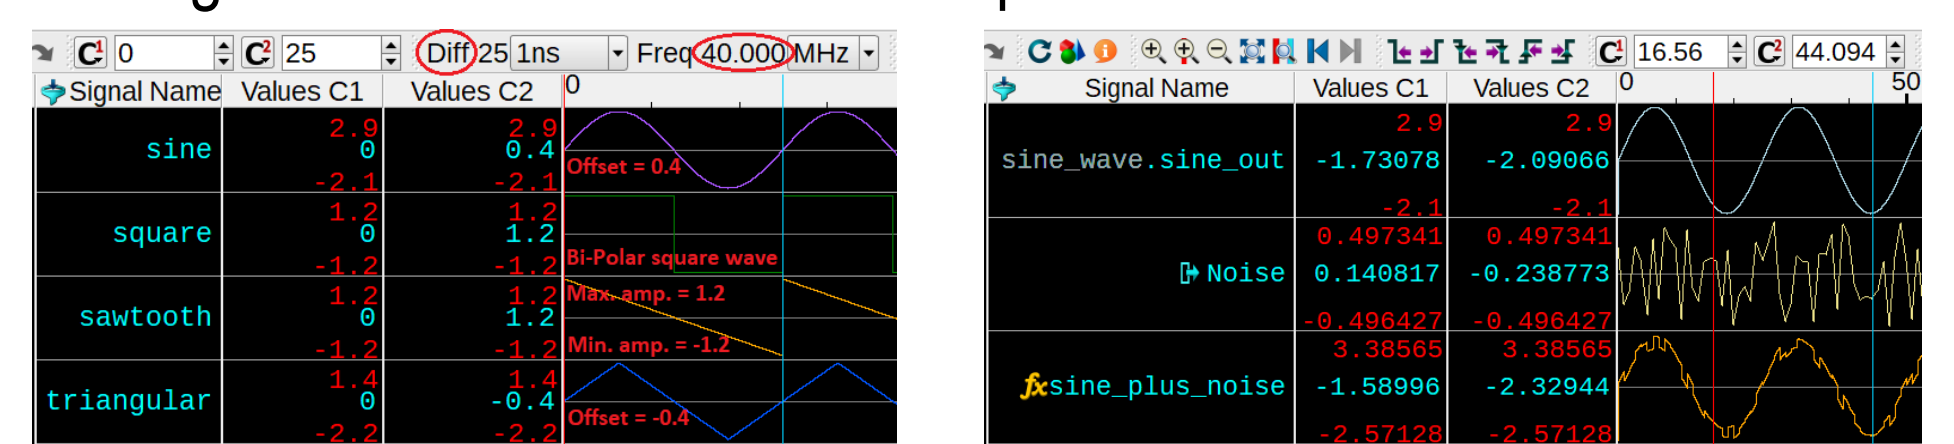 C1 0 C2 25 Diff 25 1ns Freq 40.000 MHz
Signal Name Values C1 Values C2 0
2.9 2.9
sine 0 0.4
-2.1 -2.1 Offset = 0.4
1.2 1.2
square 0 1.2
-1.2 -1.2 Bi-Polar square wave
1.2 1.2 Max. amp. = 1.2
sawtooth 0 1.2
-1.2 -1.2 Min. amp. = -1.2
1.4 1.4
triangular 0 -0.4
-2.2 -2.2 Offset = -0.4
C1 16.56 C2 44.094
Signal Name Values C1 Values C2 0 50
2.9 2.9
sine_wave.sine_out -1.73078 -2.09066
-2.1 -2.1
0.497341 0.497341
Noise 0.140817 -0.238773
-0.496427 -0.496427
3.38565 3.38565
fx sine_plus_noise -1.58996 -2.32944
-2.57128 -2.57128